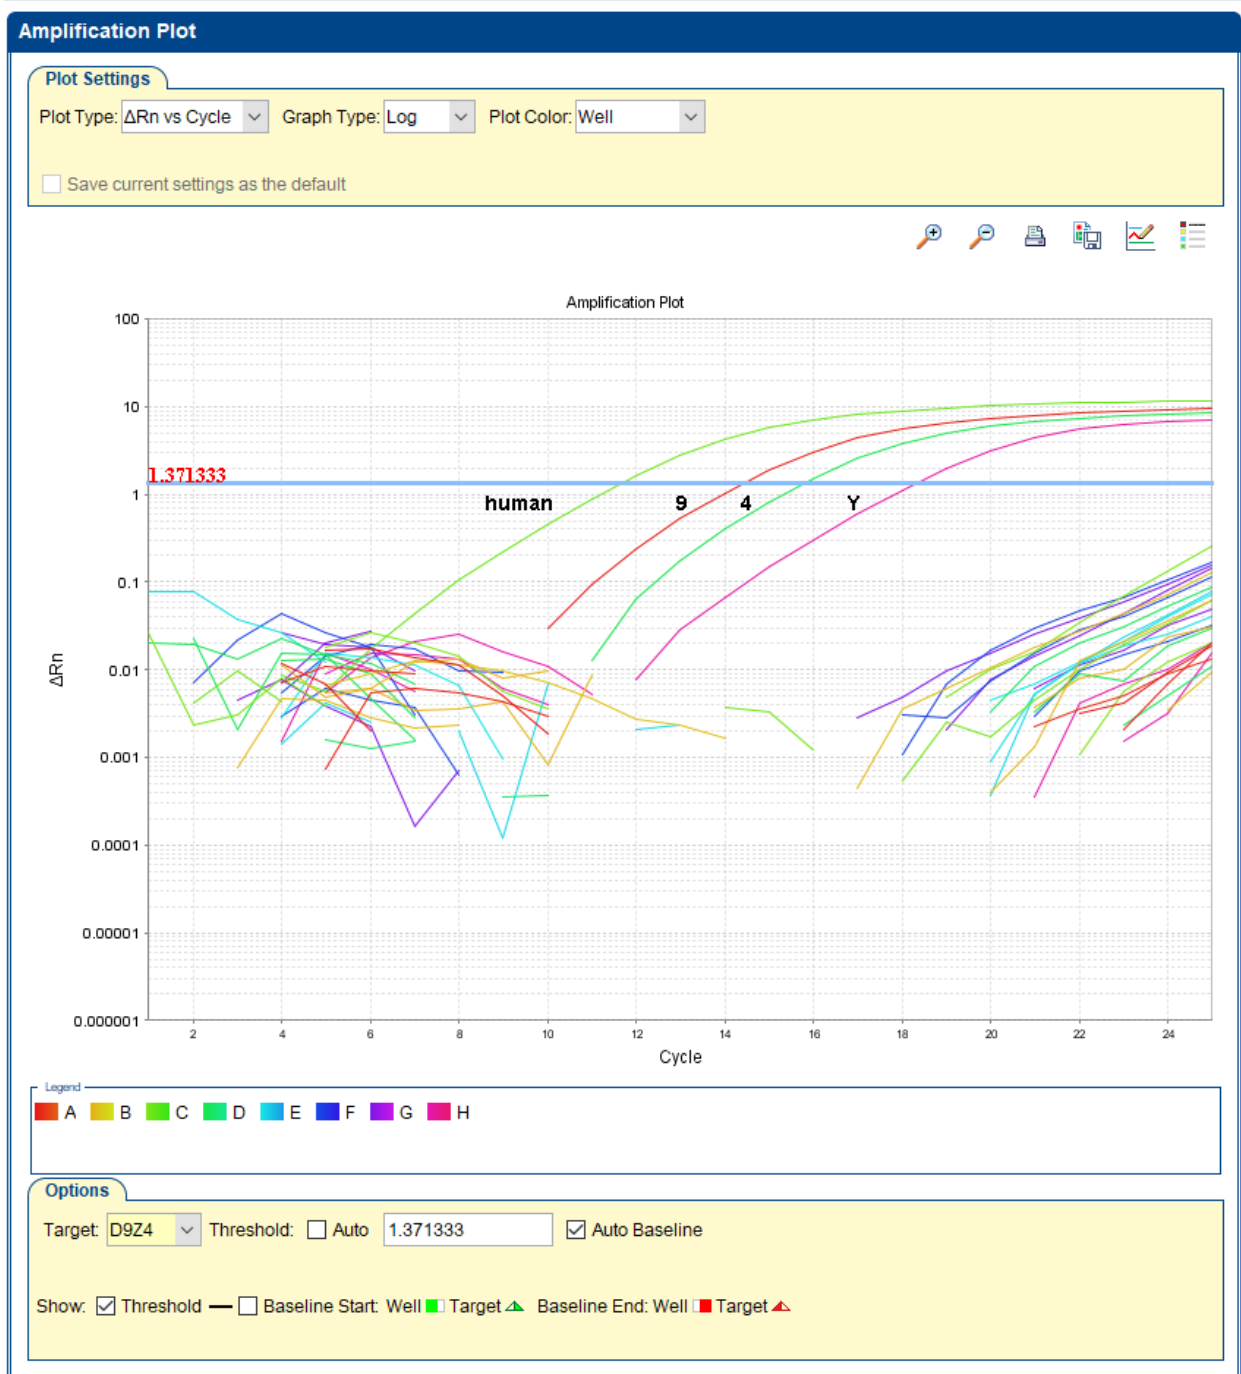 Amplification Plot
Plot Settings
Plot Type: ΔRn vs Cycle Graph Type: Log Plot Color: Well
Save current settings as the default
Amplification Plot
100
10
1.371333
1
human 9 4 Y
0.1
0.01
ΔRn
0.001
0.0001
0.00001
0.000001
2 4 6 8 10 12 14 16 18 20 22 24
Cycle
Legend
A B C D E F G H
Options
Target: D9Z4 Threshold: Auto 1.371333 Auto Baseline
Show: Threshold Baseline Start: Well Target Baseline End: Well Target